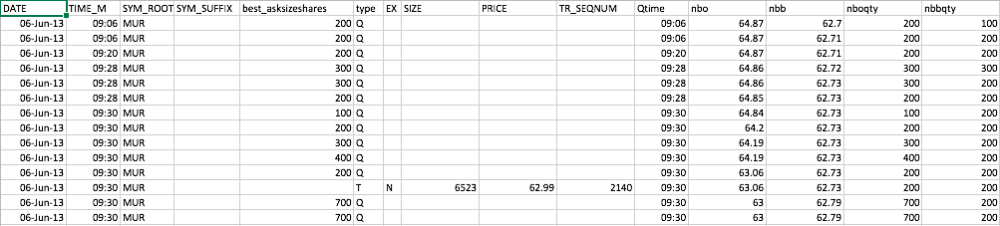 DATE TIME_M SYM_ROOT SYM_SUFFIX best_asksizeshares type EX SIZE PRICE TR_SEQNUM Qtime nbo nbb nboqty nbbqty
06-Jun-13 09:06 MUR 200 Q 09:06 64.87 62.7 200 100
06-Jun-13 09:06 MUR 200 Q 09:06 64.87 62.71 200 200
06-Jun-13 09:20 MUR 200 Q 09:20 64.87 62.71 200 200
06-Jun-13 09:28 MUR 300 Q 09:28 64.86 62.72 300 300
06-Jun-13 09:28 MUR 300 Q 09:28 64.86 62.73 300 200
06-Jun-13 09:28 MUR 200 Q 09:28 64.85 62.73 200 200
06-Jun-13 09:30 MUR 100 Q 09:30 64.84 62.73 100 200
06-Jun-13 09:30 MUR 200 Q 09:30 64.2 62.73 200 200
06-Jun-13 09:30 MUR 300 Q 09:30 64.19 62.73 300 200
06-Jun-13 09:30 MUR 400 Q 09:30 64.19 62.73 400 200
06-Jun-13 09:30 MUR 200 Q 09:30 63.06 62.73 200 200
06-Jun-13 09:30 MUR T N 6523 62.99 2140 09:30 63.06 62.73 200 200
06-Jun-13 09:30 MUR 700 Q 09:30 63 62.79 700 200
06-Jun-13 09:30 MUR 700 Q 09:30 63 62.79 700 200